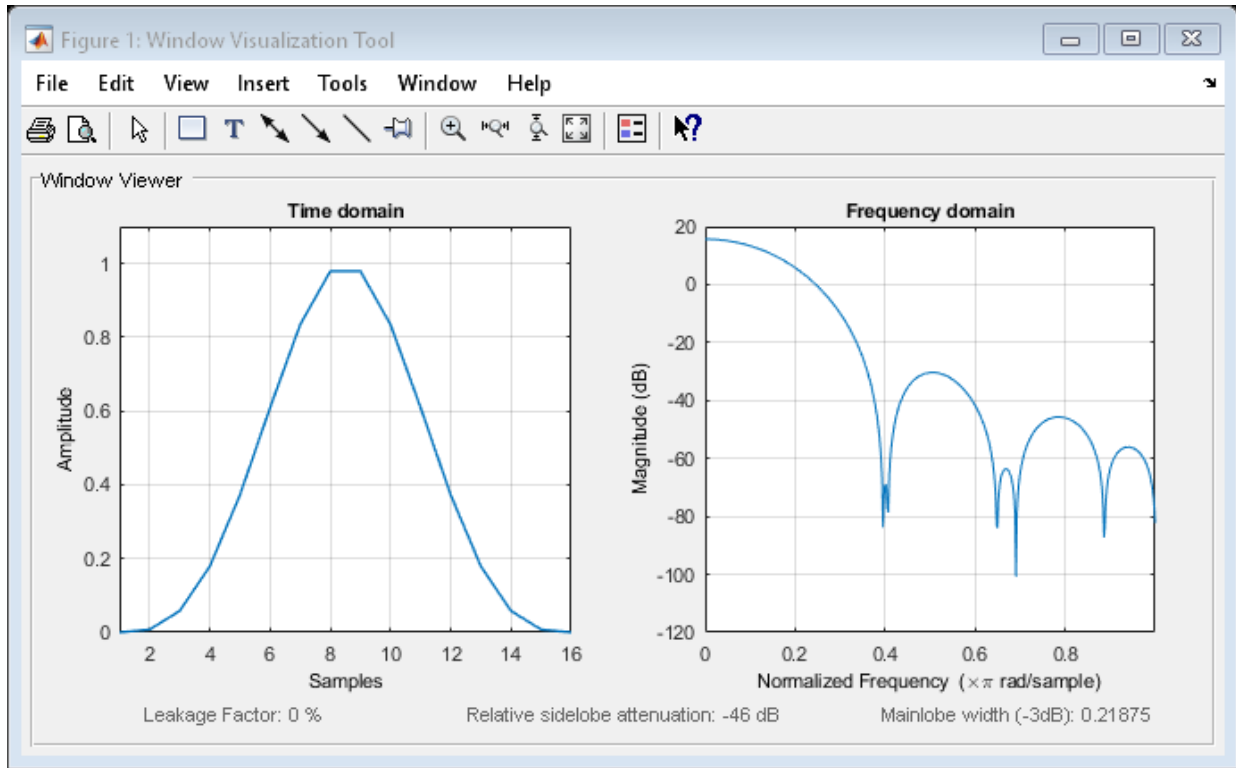 Figure 1: Window Visualization Tool
File Edit View Insert Tools Window Help
T
?
Window Viewer
Time domain
1
0.8
0.6
0.4
0.2
0
Amplitude
2 4 6 8 10 12 14 16
Samples
Frequency domain
20
0
-20
-40
-60
-80
-100
-120
Magnitude (dB)
0 0.2 0.4 0.6 0.8
Normalized Frequency (×π rad/sample)
Leakage Factor: 0 % Relative sidelobe attenuation: -46 dB Mainlobe width (-3dB): 0.21875